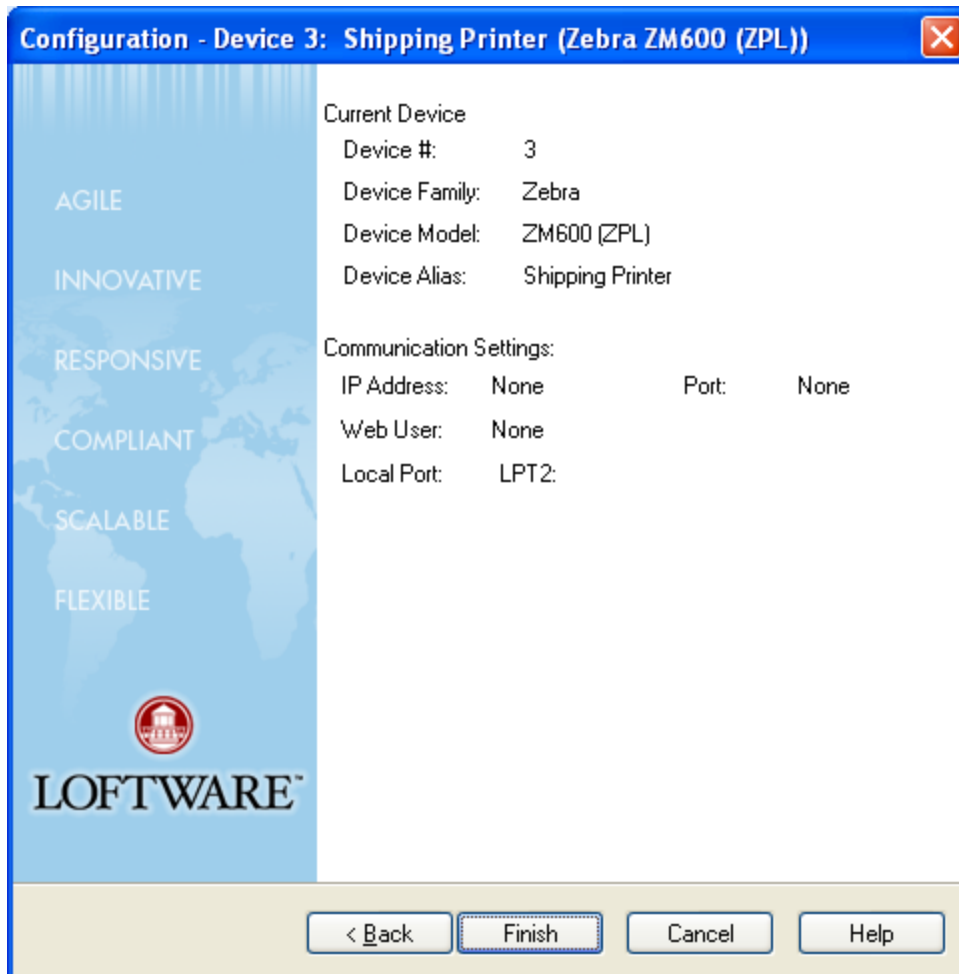 Configuration - Device 3: Shipping Printer (Zebra ZM600 (ZPL))
AGILE
INNOVATIVE
RESPONSIVE
COMPLIANT
SCALABLE
FLEXIBLE
LOFTWARE™
Current Device
Device #: 3
Device Family: Zebra
Device Model: ZM600 (ZPL)
Device Alias: Shipping Printer
Communication Settings:
IP Address: None Port: None
Web User: None
Local Port: LPT2:
< Back Finish Cancel Help